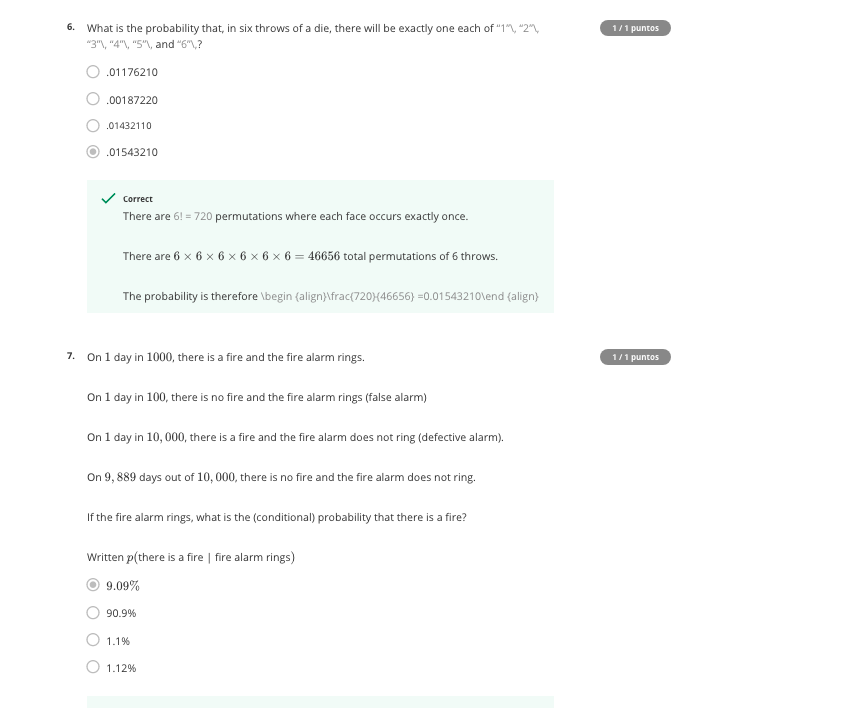 6. What is the probability that, in six throws of a die, there will be exactly one each of “1”\, “2”\, 1 / 1 puntos
“3”\, “4”\, “5”\, and “6”\,?
.01176210
.00187220
.01432110
.01543210
Correct
There are 6! = 720 permutations where each face occurs exactly once.
There are 6 × 6 × 6 × 6 × 6 × 6 = 46656 total permutations of 6 throws.
The probability is therefore \begin {align}\frac{720}{46656} =0.01543210\end {align}
7. On 1 day in 1000, there is a fire and the fire alarm rings. 1 / 1 puntos
On 1 day in 100, there is no fire and the fire alarm rings (false alarm)
On 1 day in 10, 000, there is a fire and the fire alarm does not ring (defective alarm).
On 9, 889 days out of 10, 000, there is no fire and the fire alarm does not ring.
If the fire alarm rings, what is the (conditional) probability that there is a fire?
Written p(there is a fire | fire alarm rings)
9.09%
90.9%
1.1%
1.12%